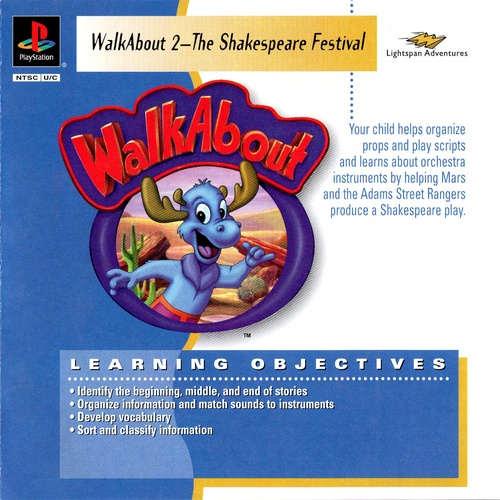 WalkAbout 2–The Shakespeare Festival
PlayStation
NTSC U/C
Lightspan Adventures
WalkAbout
Your child helps organize
props and play scripts
and learns about orchestra
instruments by helping Mars
and the Adams Street Rangers
produce a Shakespeare play.
TM
LEARNING OBJECTIVES
• Identify the beginning, middle, and end of stories
• Organize information and match sounds to instruments
• Develop vocabulary
• Sort and classify information